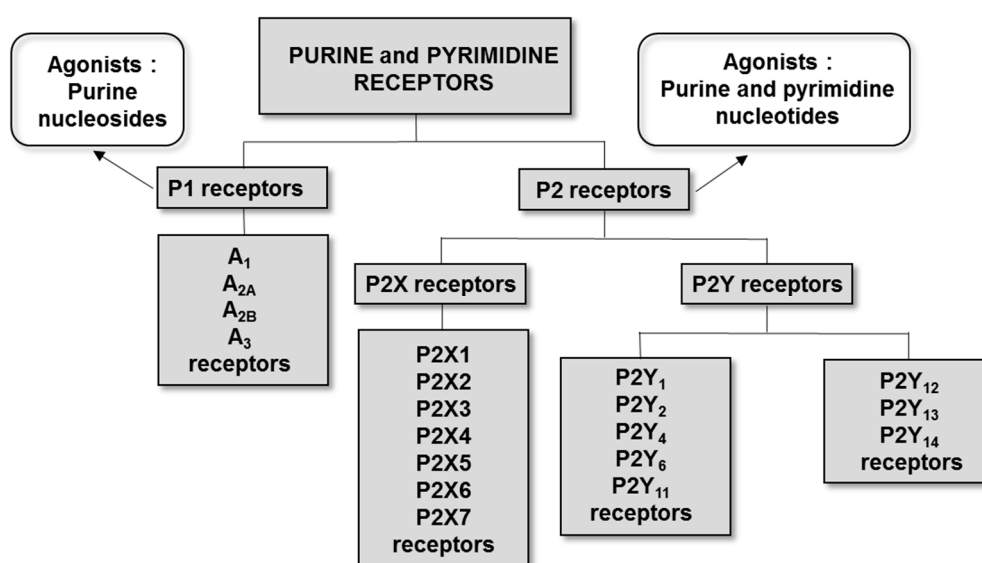 PURINE and PYRIMIDINE
RECEPTORS
Agonists :
Purine
nucleosides
Agonists :
Purine and pyrimidine
nucleotides
P1 receptors
P2 receptors
A₁
A₂A
A₂B
A₃
receptors
P2X receptors
P2Y receptors
P2X1
P2X2
P2X3
P2X4
P2X5
P2X6
P2X7
receptors
P2Y₁
P2Y₂
P2Y₄
P2Y₆
P2Y₁₁
receptors
P2Y₁₂
P2Y₁₃
P2Y₁₄
receptors